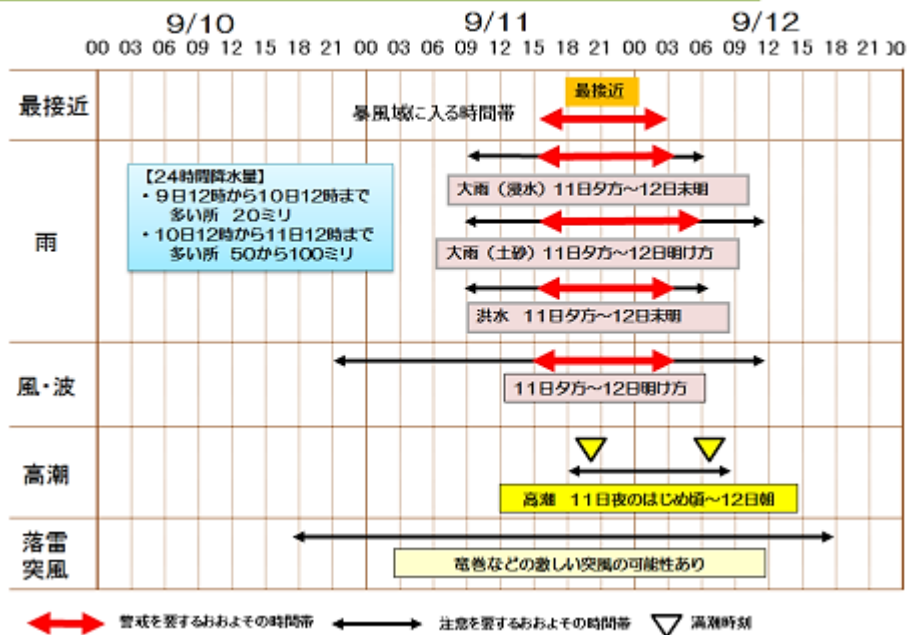 9/10 9/11 9/12
00 03 06 09 12 15 18 21 00 03 06 09 12 15 18 21 00 03 06 09 12 15 18 21 00
最接近
最接近
暴風域に入る時間帯
雨
【24時間降水量】
・9日12時から10日12時まで
多い所 20ミリ
・10日12時から11日12時まで
多い所 50から100ミリ
大雨（浸水）11日夕方～12日未明
大雨（土砂）11日夕方～12日明け方
洪水 11日夕方～12日未明
風・波
11日夕方～12日明け方
高潮
高潮 11日夜のはじめ頃～12日朝
落雷
突風
竜巻などの激しい突風の可能性あり
警戒を要するおおよその時間帯 注意を要するおおよその時間帯 満潮時刻